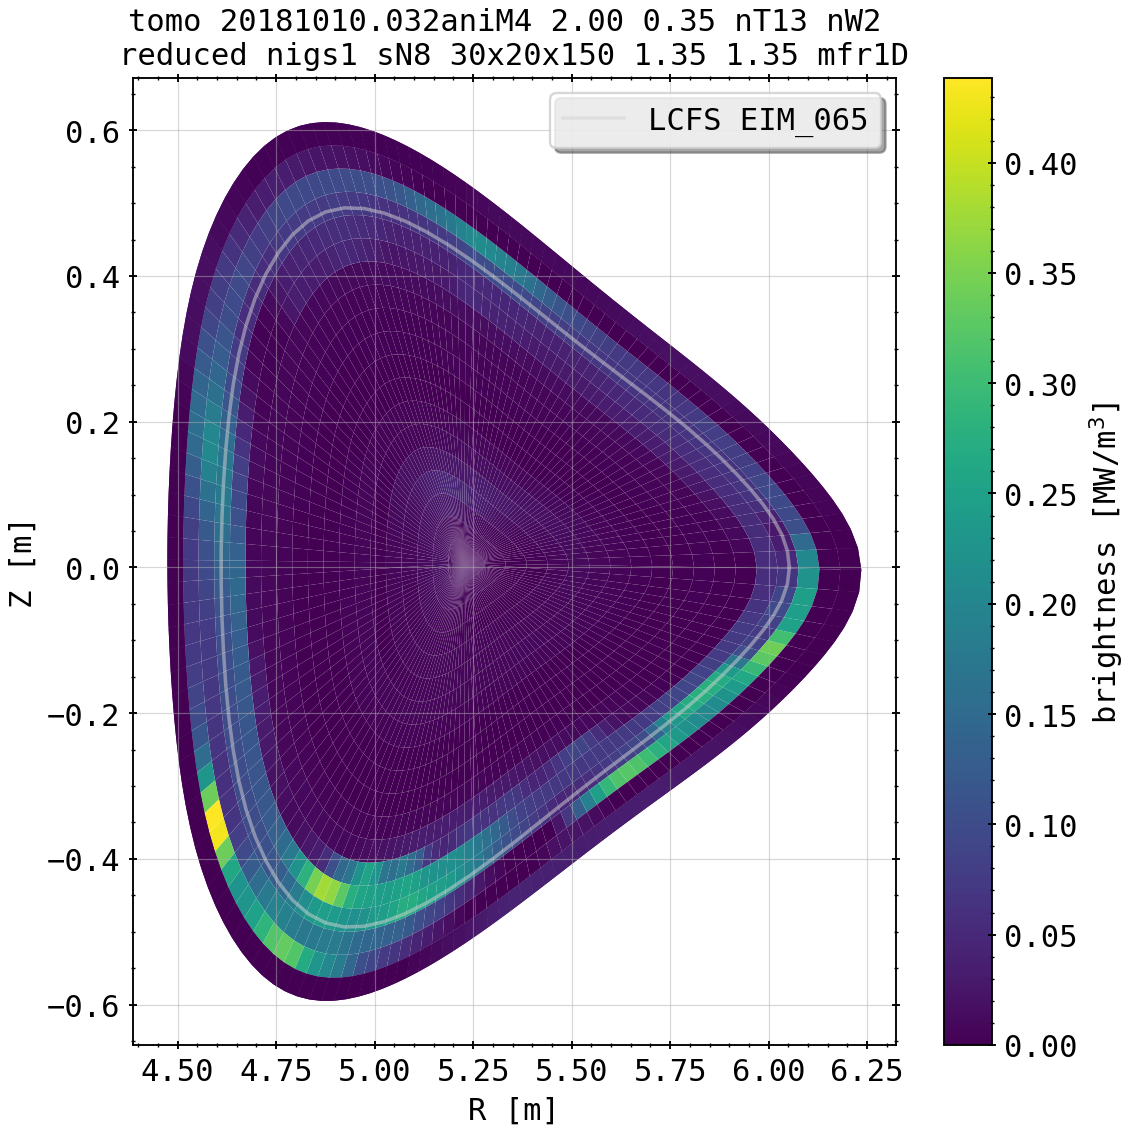 tomo 20181010.032aniM4 2.00 0.35 nT13 nW2
reduced nigs1 sN8 30x20x150 1.35 1.35 mfr1D
LCFS EIM_065
0.6
0.4
0.2
0.0
−0.2
−0.4
−0.6
Z [m]
4.50 4.75 5.00 5.25 5.50 5.75 6.00 6.25
R [m]
0.40
0.35
0.30
0.25
0.20
0.15
0.10
0.05
0.00
brightness [MW/m³]